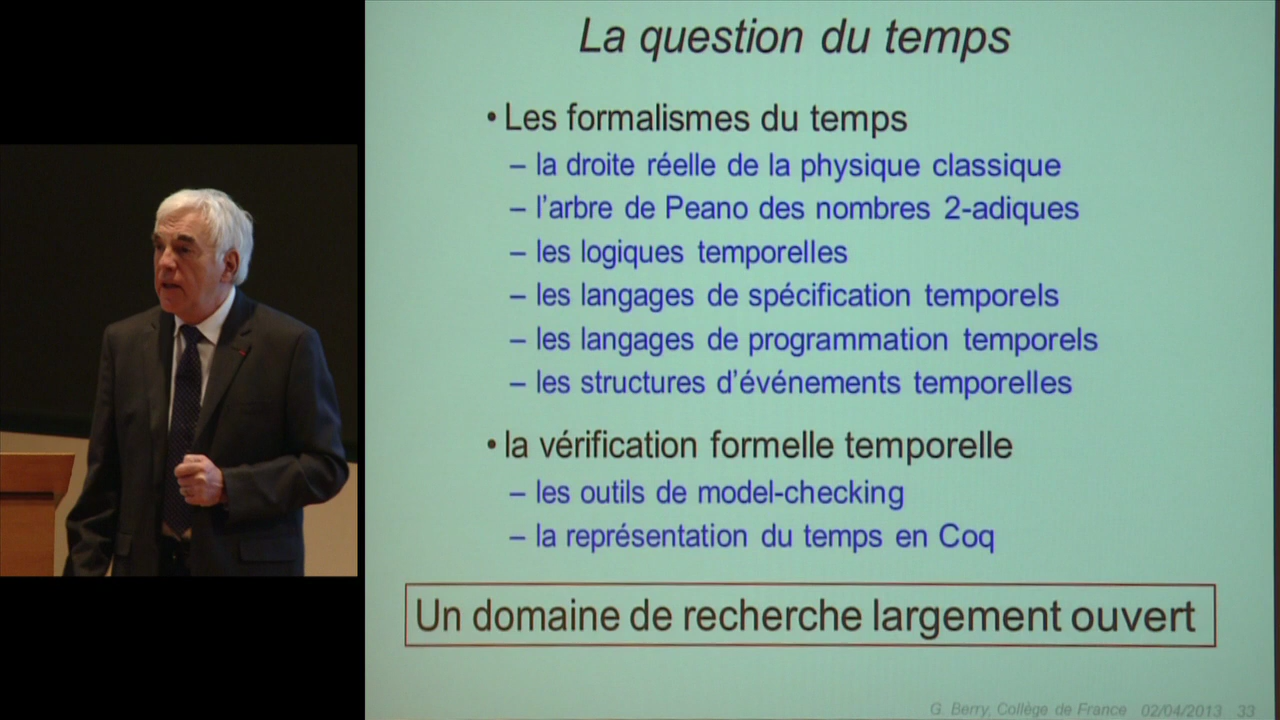 La question du temps
• Les formalismes du temps
– la droite réelle de la physique classique
– l'arbre de Peano des nombres 2-adiques
– les logiques temporelles
– les langages de spécification temporels
– les langages de programmation temporels
– les structures d'événements temporelles
• la vérification formelle temporelle
– les outils de model-checking
– la représentation du temps en Coq
Un domaine de recherche largement ouvert
G. Berry, Collège de France 02/04/2013 33